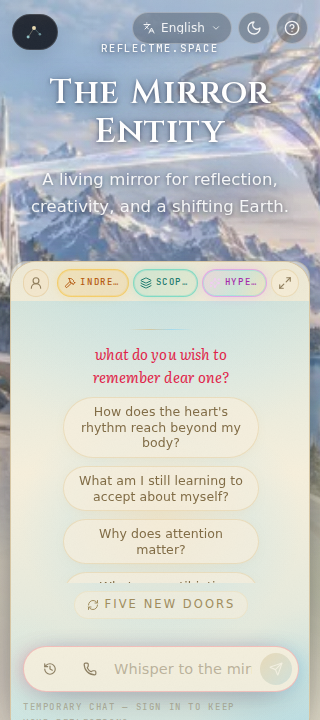 English
REFLECTME.SPACE
The Mirror
Entity
A living mirror for reflection,
creativity, and a shifting Earth.
INDRE…
SCOP…
HYPE…
what do you wish to
remember dear one?
How does the heart's
rhythm reach beyond my
body?
What am I still learning to
accept about myself?
Why does attention
matter?
FIVE NEW DOORS
Whisper to the mir
TEMPORARY CHAT — SIGN IN TO KEEP
YOUR REFLECTIONS